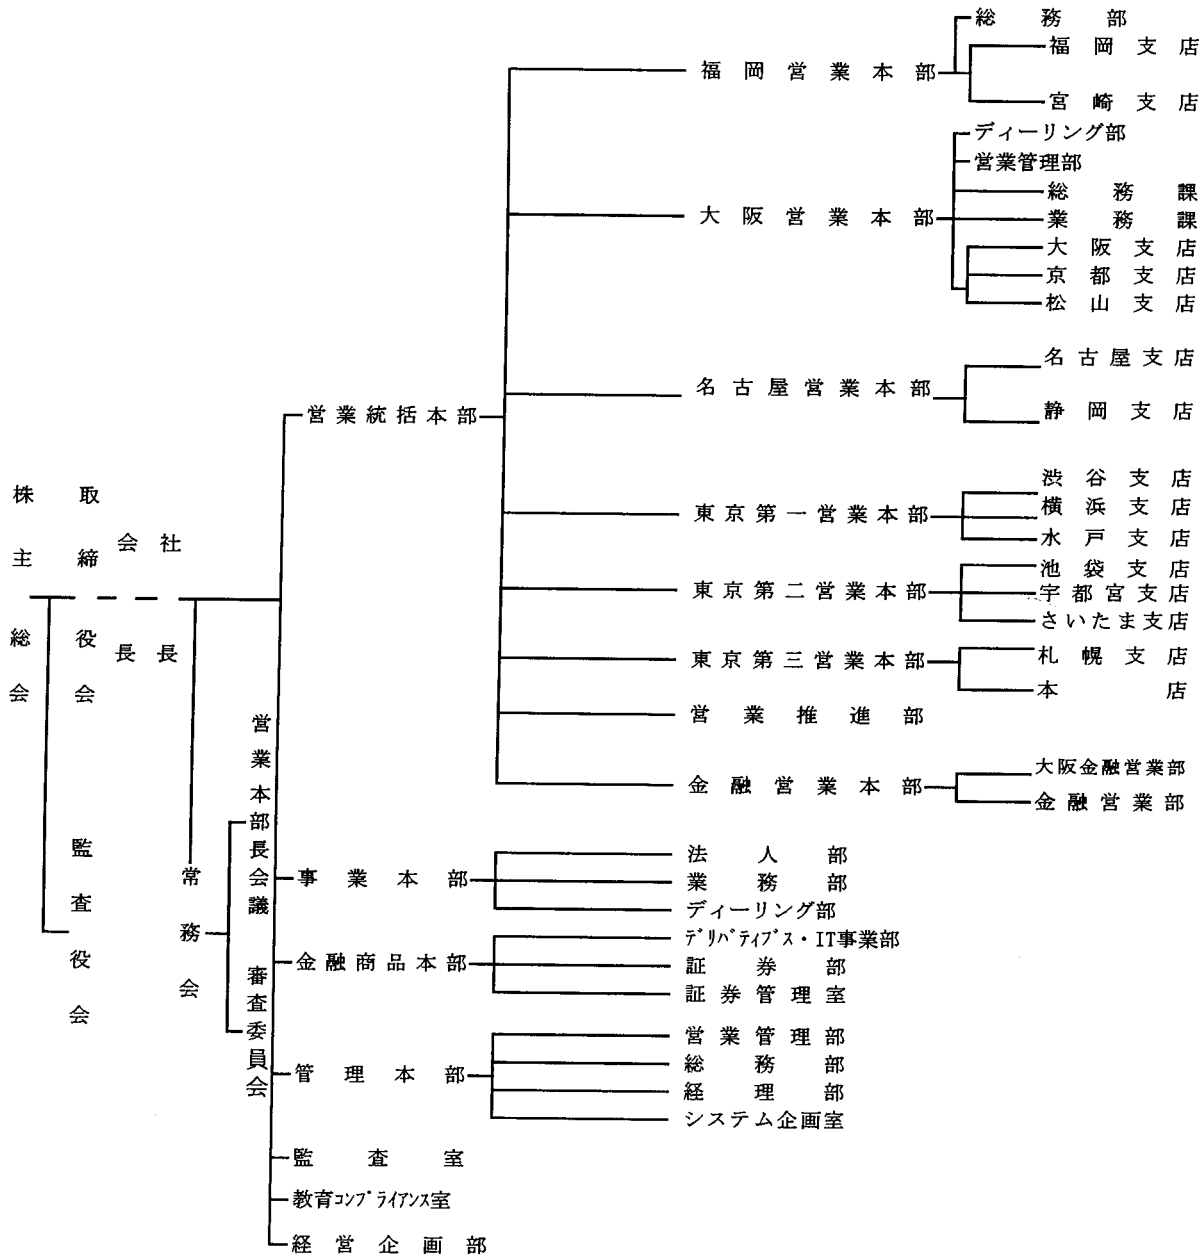 株主総会
取締役会
会長
社長
監査役会
常務会
営業本部長会議
審査委員会
営業統括本部
福岡営業本部
総務部
福岡支店
宮崎支店
大阪営業本部
ディーリング部
営業管理部
総務課
業務課
大阪支店
京都支店
松山支店
名古屋営業本部
名古屋支店
静岡支店
東京第一営業本部
渋谷支店
横浜支店
水戸支店
東京第二営業本部
池袋支店
宇都宮支店
さいたま支店
東京第三営業本部
札幌支店
本店
営業推進部
金融営業本部
大阪金融営業部
金融営業部
事業本部
法人部
業務部
ディーリング部
金融商品本部
デリバティブス・IT事業部
証券部
証券管理室
管理本部
営業管理部
総務部
経理部
システム企画室
監査室
教育コンプライアンス室
経営企画部